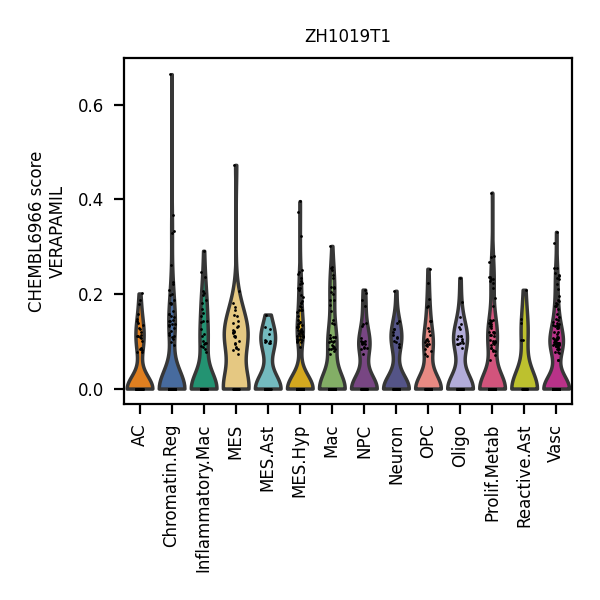 ZH1019T1
CHEMBL6966 score
VERAPAMIL
0.6
0.4
0.2
0.0
AC
Chromatin.Reg
Inflammatory.Mac
MES
MES.Ast
MES.Hyp
Mac
NPC
Neuron
OPC
Oligo
Prolif.Metab
Reactive.Ast
Vasc